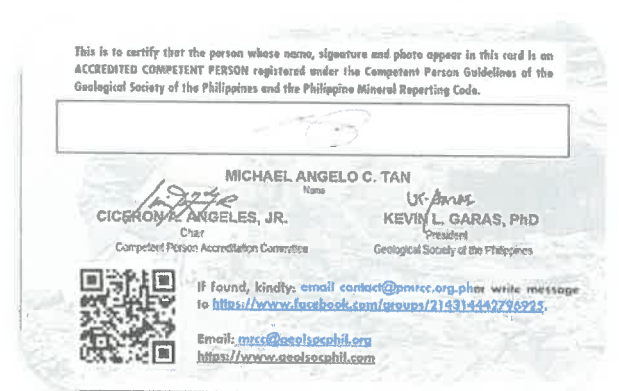 This is to certify that the person whose name, signature and photo appear in this card is an
ACCREDITED COMPETENT PERSON registered under the Competent Person Guidelines of the
Geological Society of the Philippines and the Philippine Mineral Reporting Code.
MICHAEL ANGELO C. TAN
Name
CICERON A. ANGELES, JR.
Chair
Competent Person Accreditation Committee
KEVIN L. GARAS, PhD
President
Geological Society of the Philippines
If found, kindly: email contact@pmrcc.org.phor write message
to https://www.facebook.com/groups/214314442796925.
Email: mrcc@geolsocphil.org
https://www.geolsocphil.com